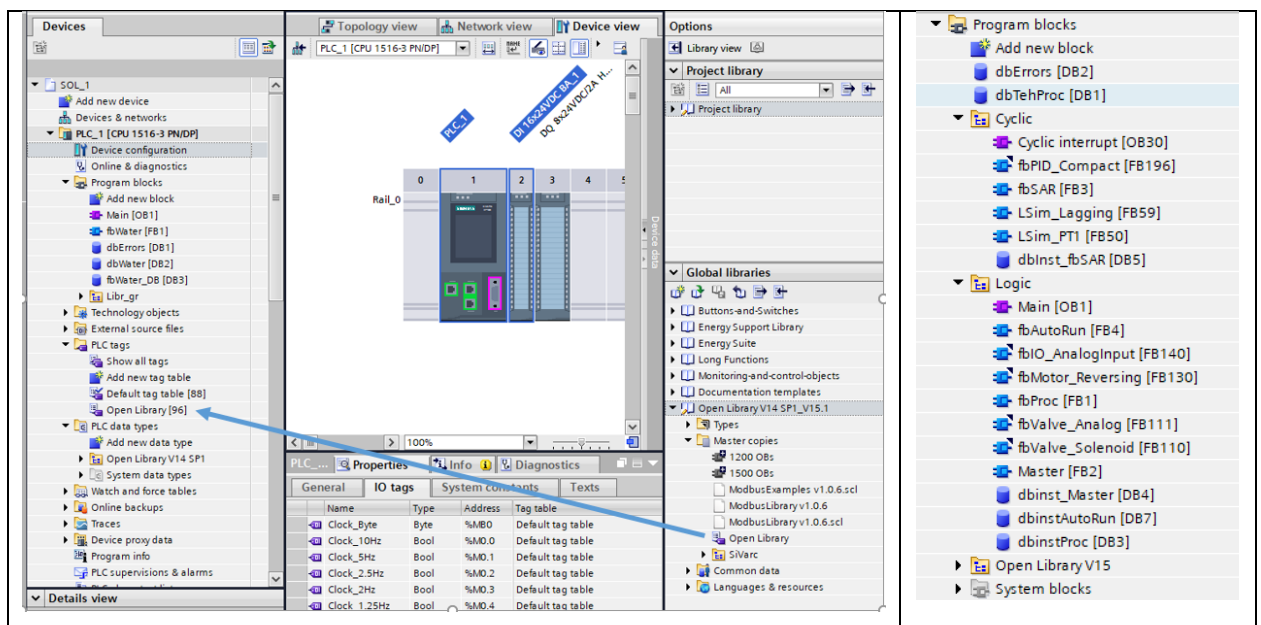 Devices
SOL_1
Add new device
Devices & networks
PLC_1 [CPU 1516-3 PN/DP]
Device configuration
Online & diagnostics
Program blocks
Add new block
Main [OB1]
fbWater [FB1]
dbErrors [DB1]
dbWater [DB2]
fbWater_DB [DB3]
Libr_gr
Technology objects
External source files
PLC tags
Show all tags
Add new tag table
Default tag table [88]
Open Library [96]
PLC data types
Add new data type
Open Library V14 SP1
System data types
Watch and force tables
Online backups
Traces
Device proxy data
Program info
PLC supervisions & alarms
Details view
Topology view
Network view
Device view
PLC_1 [CPU 1516-3 PN/DP]
PLC_1
DI 16x24VDC BA_1
DQ 8x24VDC/2A H...
0 1 2 3 4 5
Rail_0
SIEMENS
Device data
100%
PLC_...
Properties
Info
Diagnostics
General
IO tags
System constants
Texts
Name Type Address Tag table
Clock_Byte Byte %MB0 Default tag table
Clock_10Hz Bool %M0.0 Default tag table
Clock_5Hz Bool %M0.1 Default tag table
Clock_2.5Hz Bool %M0.2 Default tag table
Clock_2Hz Bool %M0.3 Default tag table
Clock 1.25Hz Bool %M0.4 Default tag table
Options
Library view
Project library
All
Project library
Global libraries
Buttons-and-Switches
Energy Support Library
Energy Suite
Long Functions
Monitoring-and-control-objects
Documentation templates
Open Library V14 SP1_V15.1
Types
Master copies
1200 OBs
1500 OBs
ModbusExamples v1.0.6.scl
ModbusLibrary v1.0.6
ModbusLibrary v1.0.6.scl
Open Library
SiVarc
Common data
Languages & resources
Program blocks
Add new block
dbErrors [DB2]
dbTehProc [DB1]
Cyclic
Cyclic interrupt [OB30]
fbPID_Compact [FB196]
fbSAR [FB3]
LSim_Lagging [FB59]
LSim_PT1 [FB50]
dbInst_fbSAR [DB5]
Logic
Main [OB1]
fbAutoRun [FB4]
fbIO_AnalogInput [FB140]
fbMotor_Reversing [FB130]
fbProc [FB1]
fbValve_Analog [FB111]
fbValve_Solenoid [FB110]
Master [FB2]
dbinst_Master [DB4]
dbinstAutoRun [DB7]
dbinstProc [DB3]
Open Library V15
System blocks